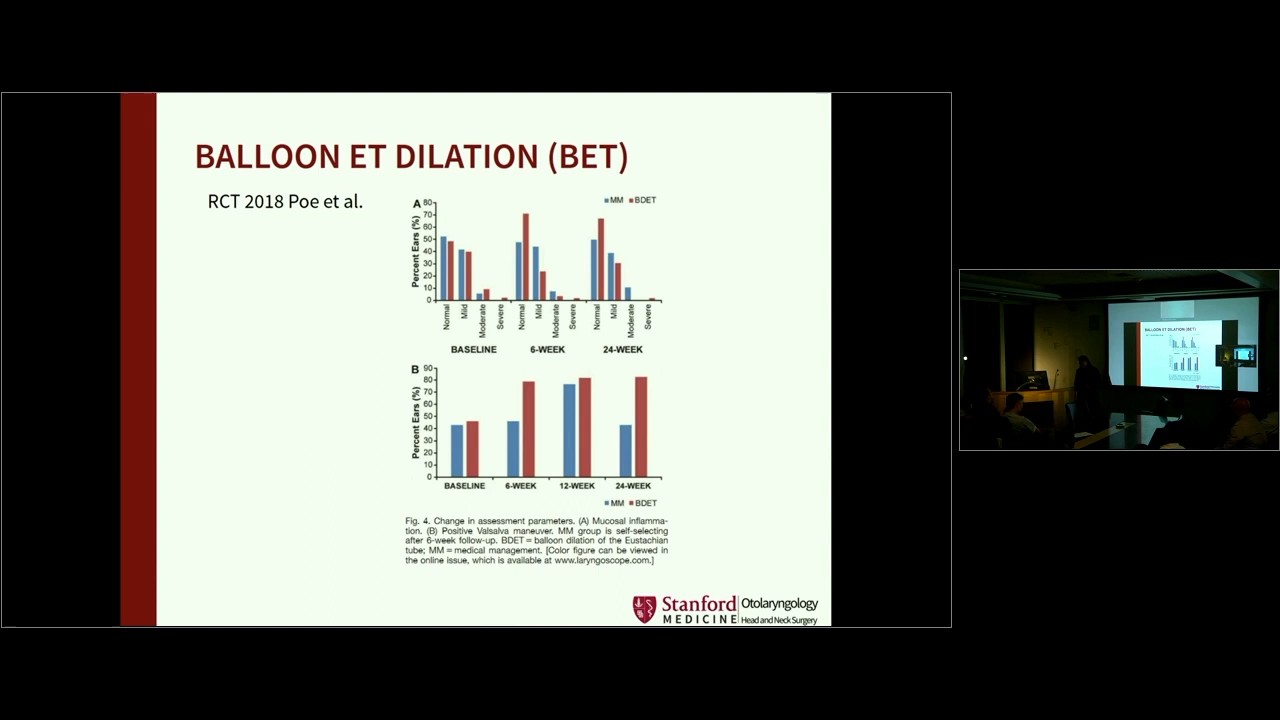 BALLOON ET DILATION (BET)
RCT 2018 Poe et al.
A
MM BDET
Percent Ears (%)
80
70
60
50
40
30
20
10
0
Normal Mild Moderate Severe Normal Mild Moderate Severe Normal Mild Moderate Severe
BASELINE 6-WEEK 24-WEEK
B
Percent Ears (%)
90
80
70
60
50
40
30
20
10
0
BASELINE 6-WEEK 12-WEEK 24-WEEK
MM BDET
Fig. 4. Change in assessment parameters. (A) Mucosal inflamma-
tion. (B) Positive Valsalva maneuver. MM group is self-selecting
after 6-week follow-up. BDET = balloon dilation of the Eustachian
tube; MM = medical management. [Color figure can be viewed in
the online issue, which is available at www.laryngoscope.com.]
Stanford Otolaryngology
MEDICINE Head and Neck Surgery
BALLOON ET DILATION (BET)